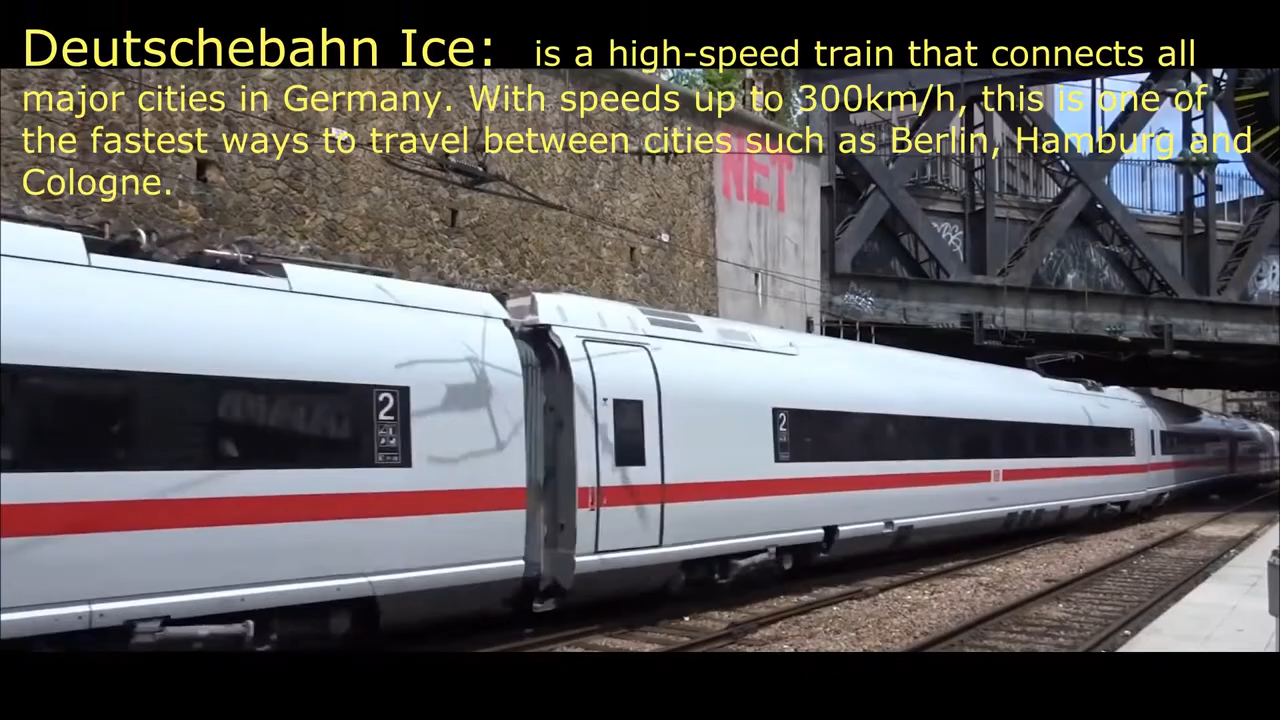 Deutschebahn Ice: is a high-speed train that connects all
major cities in Germany. With speeds up to 300km/h, this is one of
the fastest ways to travel between cities such as Berlin, Hamburg and
Cologne.
NET
2
2